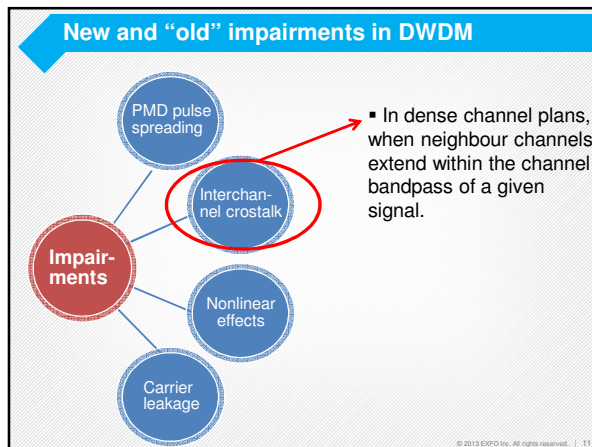 New and “old” impairments in DWDM
PMD pulse
spreading
Interchan-
nel crostalk
Impair-
ments
Nonlinear
effects
Carrier
leakage
▪ In dense channel plans,
when neighbour channels
extend within the channel
bandpass of a given
signal.
© 2013 EXFO Inc. All rights reserved. | 11